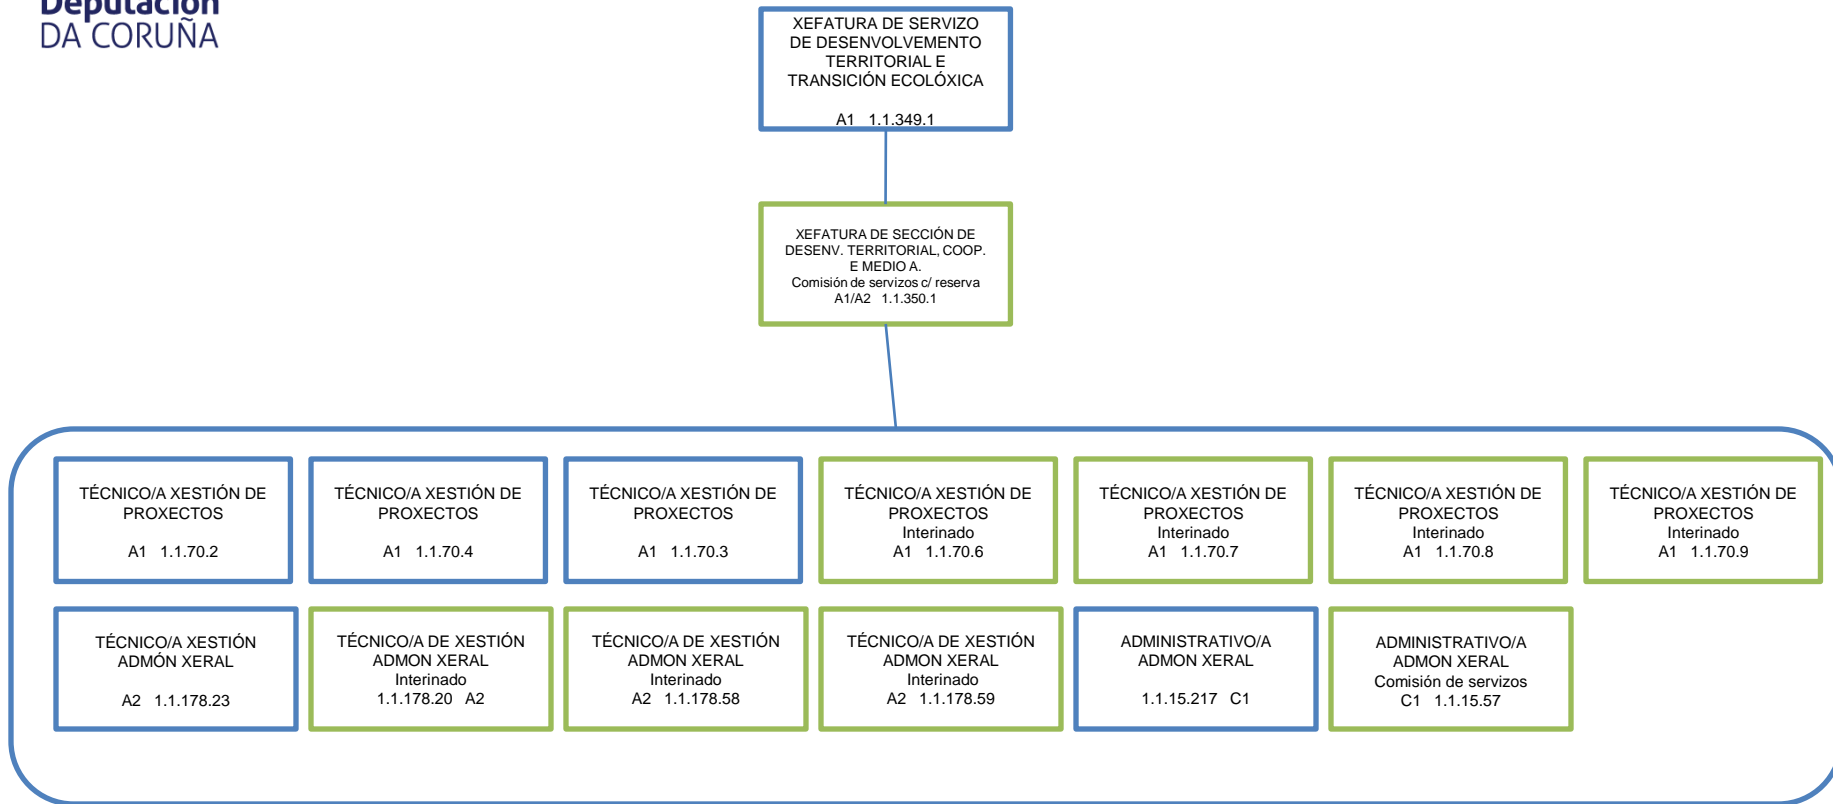 Deputación
DA CORUÑA
XEFATURA DE SERVIZO
DE DESENVOLVEMENTO
TERRITORIAL E
TRANSICIÓN ECOLÓXICA
A1 1.1.349.1
XEFATURA DE SECCIÓN DE
DESENV. TERRITORIAL, COOP.
E MEDIO A.
Comisión de servizos c/ reserva
A1/A2 1.1.350.1
TÉCNICO/A XESTIÓN DE
PROXECTOS
A1 1.1.70.2
TÉCNICO/A XESTIÓN DE
PROXECTOS
A1 1.1.70.4
TÉCNICO/A XESTIÓN DE
PROXECTOS
A1 1.1.70.3
TÉCNICO/A XESTIÓN DE
PROXECTOS
Interinado
A1 1.1.70.6
TÉCNICO/A XESTIÓN DE
PROXECTOS
Interinado
A1 1.1.70.7
TÉCNICO/A XESTIÓN DE
PROXECTOS
Interinado
A1 1.1.70.8
TÉCNICO/A XESTIÓN DE
PROXECTOS
Interinado
A1 1.1.70.9
TÉCNICO/A XESTIÓN
ADMÓN XERAL
A2 1.1.178.23
TÉCNICO/A DE XESTIÓN
ADMON XERAL
Interinado
1.1.178.20 A2
TÉCNICO/A DE XESTIÓN
ADMON XERAL
Interinado
A2 1.1.178.58
TÉCNICO/A DE XESTIÓN
ADMON XERAL
Interinado
A2 1.1.178.59
ADMINISTRATIVO/A
ADMON XERAL
1.1.15.217 C1
ADMINISTRATIVO/A
ADMON XERAL
Comisión de servizos
C1 1.1.15.57